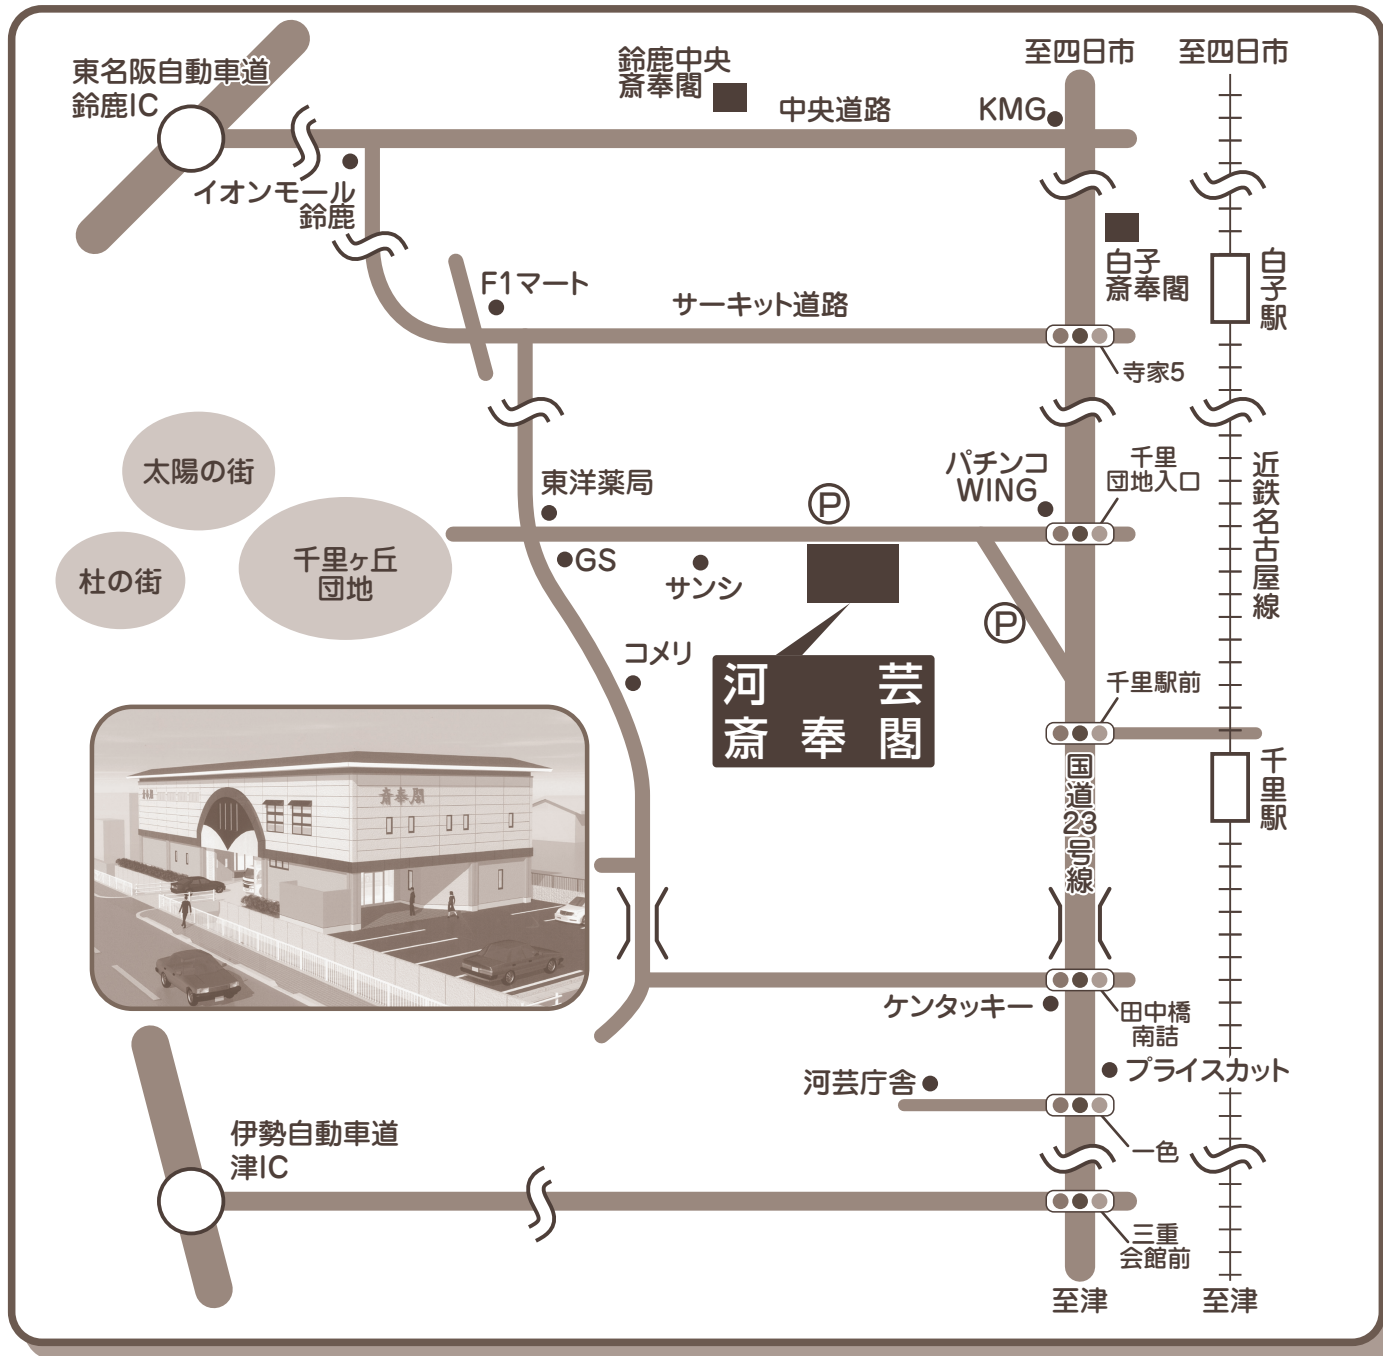 東名阪自動車道
鈴鹿IC
鈴鹿中央
斎奉閣
中央道路
KMG
至四日市
至四日市
イオンモール
鈴鹿
F1マート
サーキット道路
白子
斎奉閣
白子駅
寺家5
太陽の街
杜の街
千里ヶ丘
団地
東洋薬局
GS
サンシ
P
パチンコ
WING
千里
団地入口
近鉄名古屋線
P
コメリ
河芸
斎奉閣
千里駅前
千里駅
国道23号線
斎奉閣
ケンタッキー
田中橋
南詰
河芸庁舎
プライスカット
一色
伊勢自動車道
津IC
三重
会館前
至津
至津